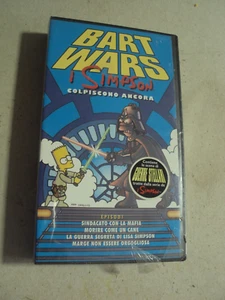 BART
WARS
I SIMPSON
COLPISCONO ANCORA
Contiene
EPISODI
SINDACATO CON LA MAFIA
MORIRE COME UN CANE
LA GUERRA SEGRETA DI LISA SIMPSON
MARGE NON ESSERE ORGOGLIOSA